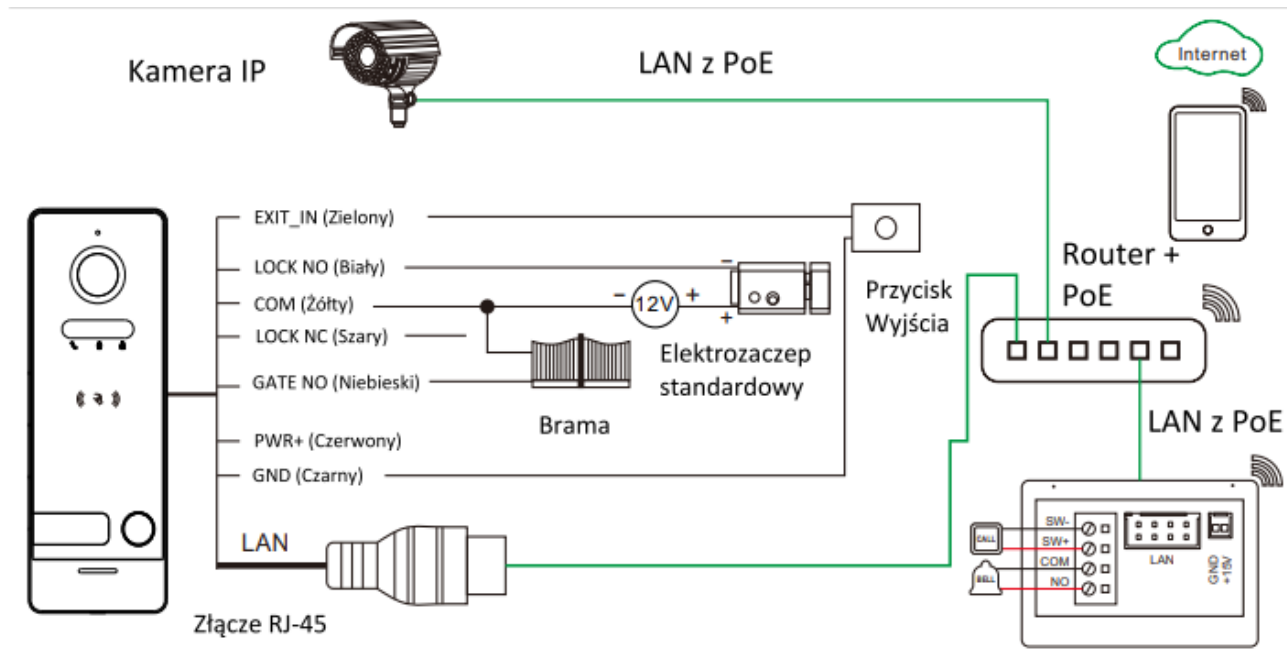 Kamera IP
LAN z PoE
Internet
EXIT_IN (Zielony)
LOCK NO (Biały)
COM (Żółty)
LOCK NC (Szary)
GATE NO (Niebieski)
PWR+ (Czerwony)
GND (Czarny)
LAN
Złącze RJ-45
−
12V
+
−
+
Elektrozaczep
standardowy
Brama
Przycisk
Wyjścia
Router +
PoE
LAN z PoE
CALL
BELL
SW-
SW+
COM
NO
LAN
GND
+15V